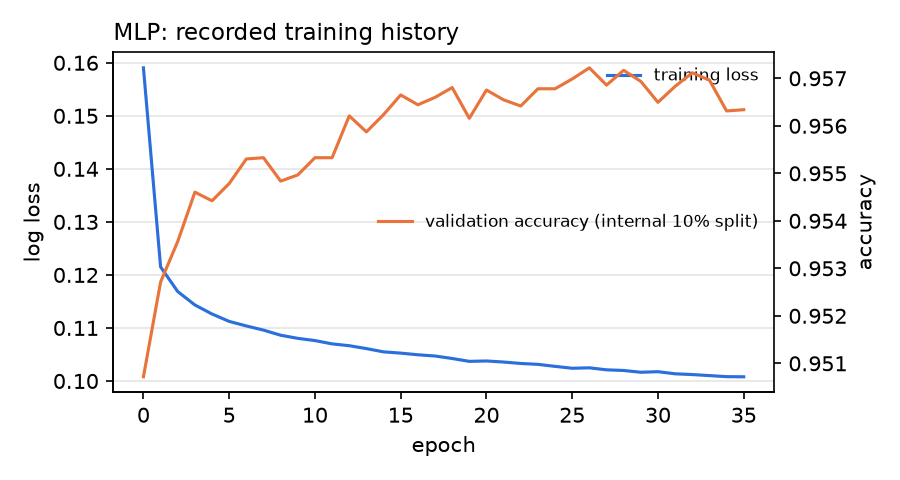 MLP: recorded training history
0.16
0.15
0.14
0.13
0.12
0.11
0.10
log loss
0.957
0.956
0.955
0.954
0.953
0.952
0.951
accuracy
training loss
validation accuracy (internal 10% split)
0 5 10 15 20 25 30 35
epoch